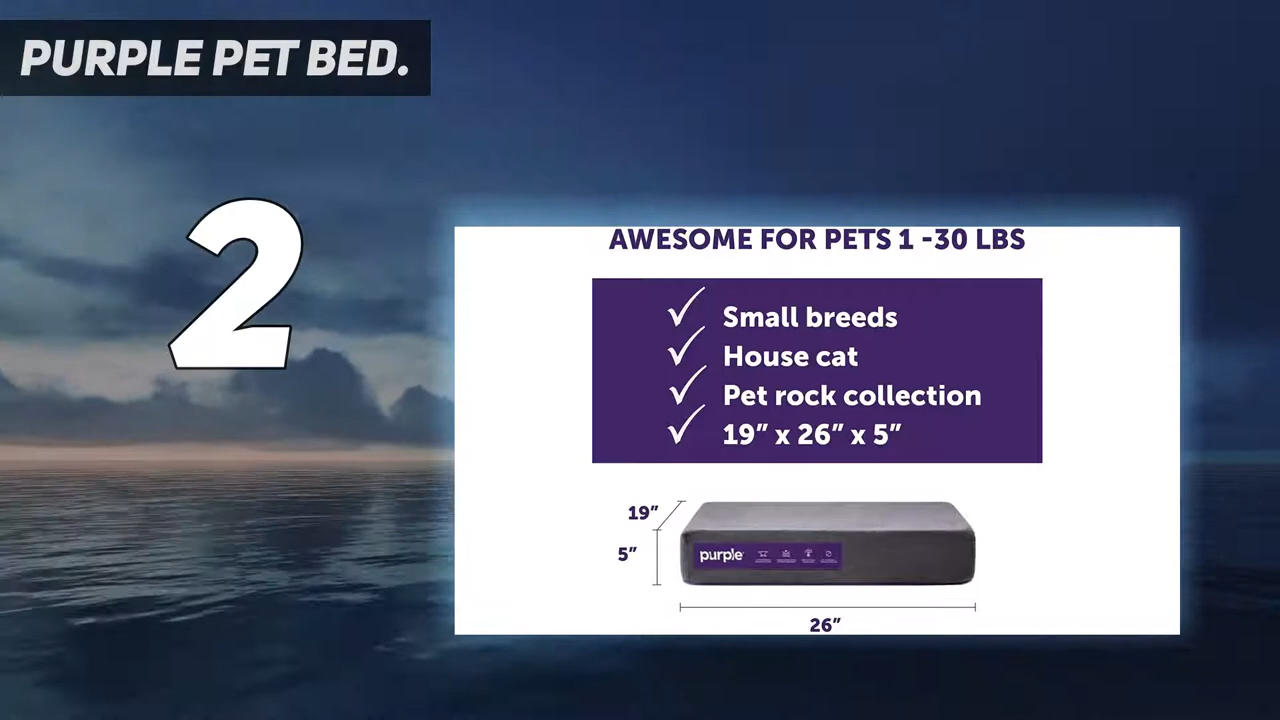 PURPLE PET BED.
2
AWESOME FOR PETS 1 -30 LBS
Small breeds
House cat
Pet rock collection
19” x 26” x 5”
19”
5”
purple
26”